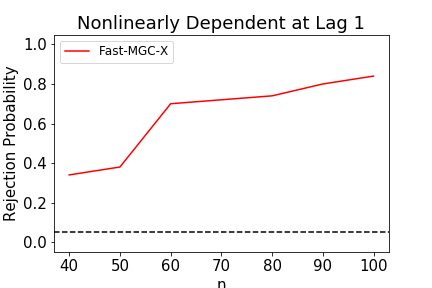 Nonlinearly Dependent at Lag 1
Fast-MGC-X
Rejection Probability
1.0
0.8
0.6
0.4
0.2
0.0
40 50 60 70 80 90 100
n